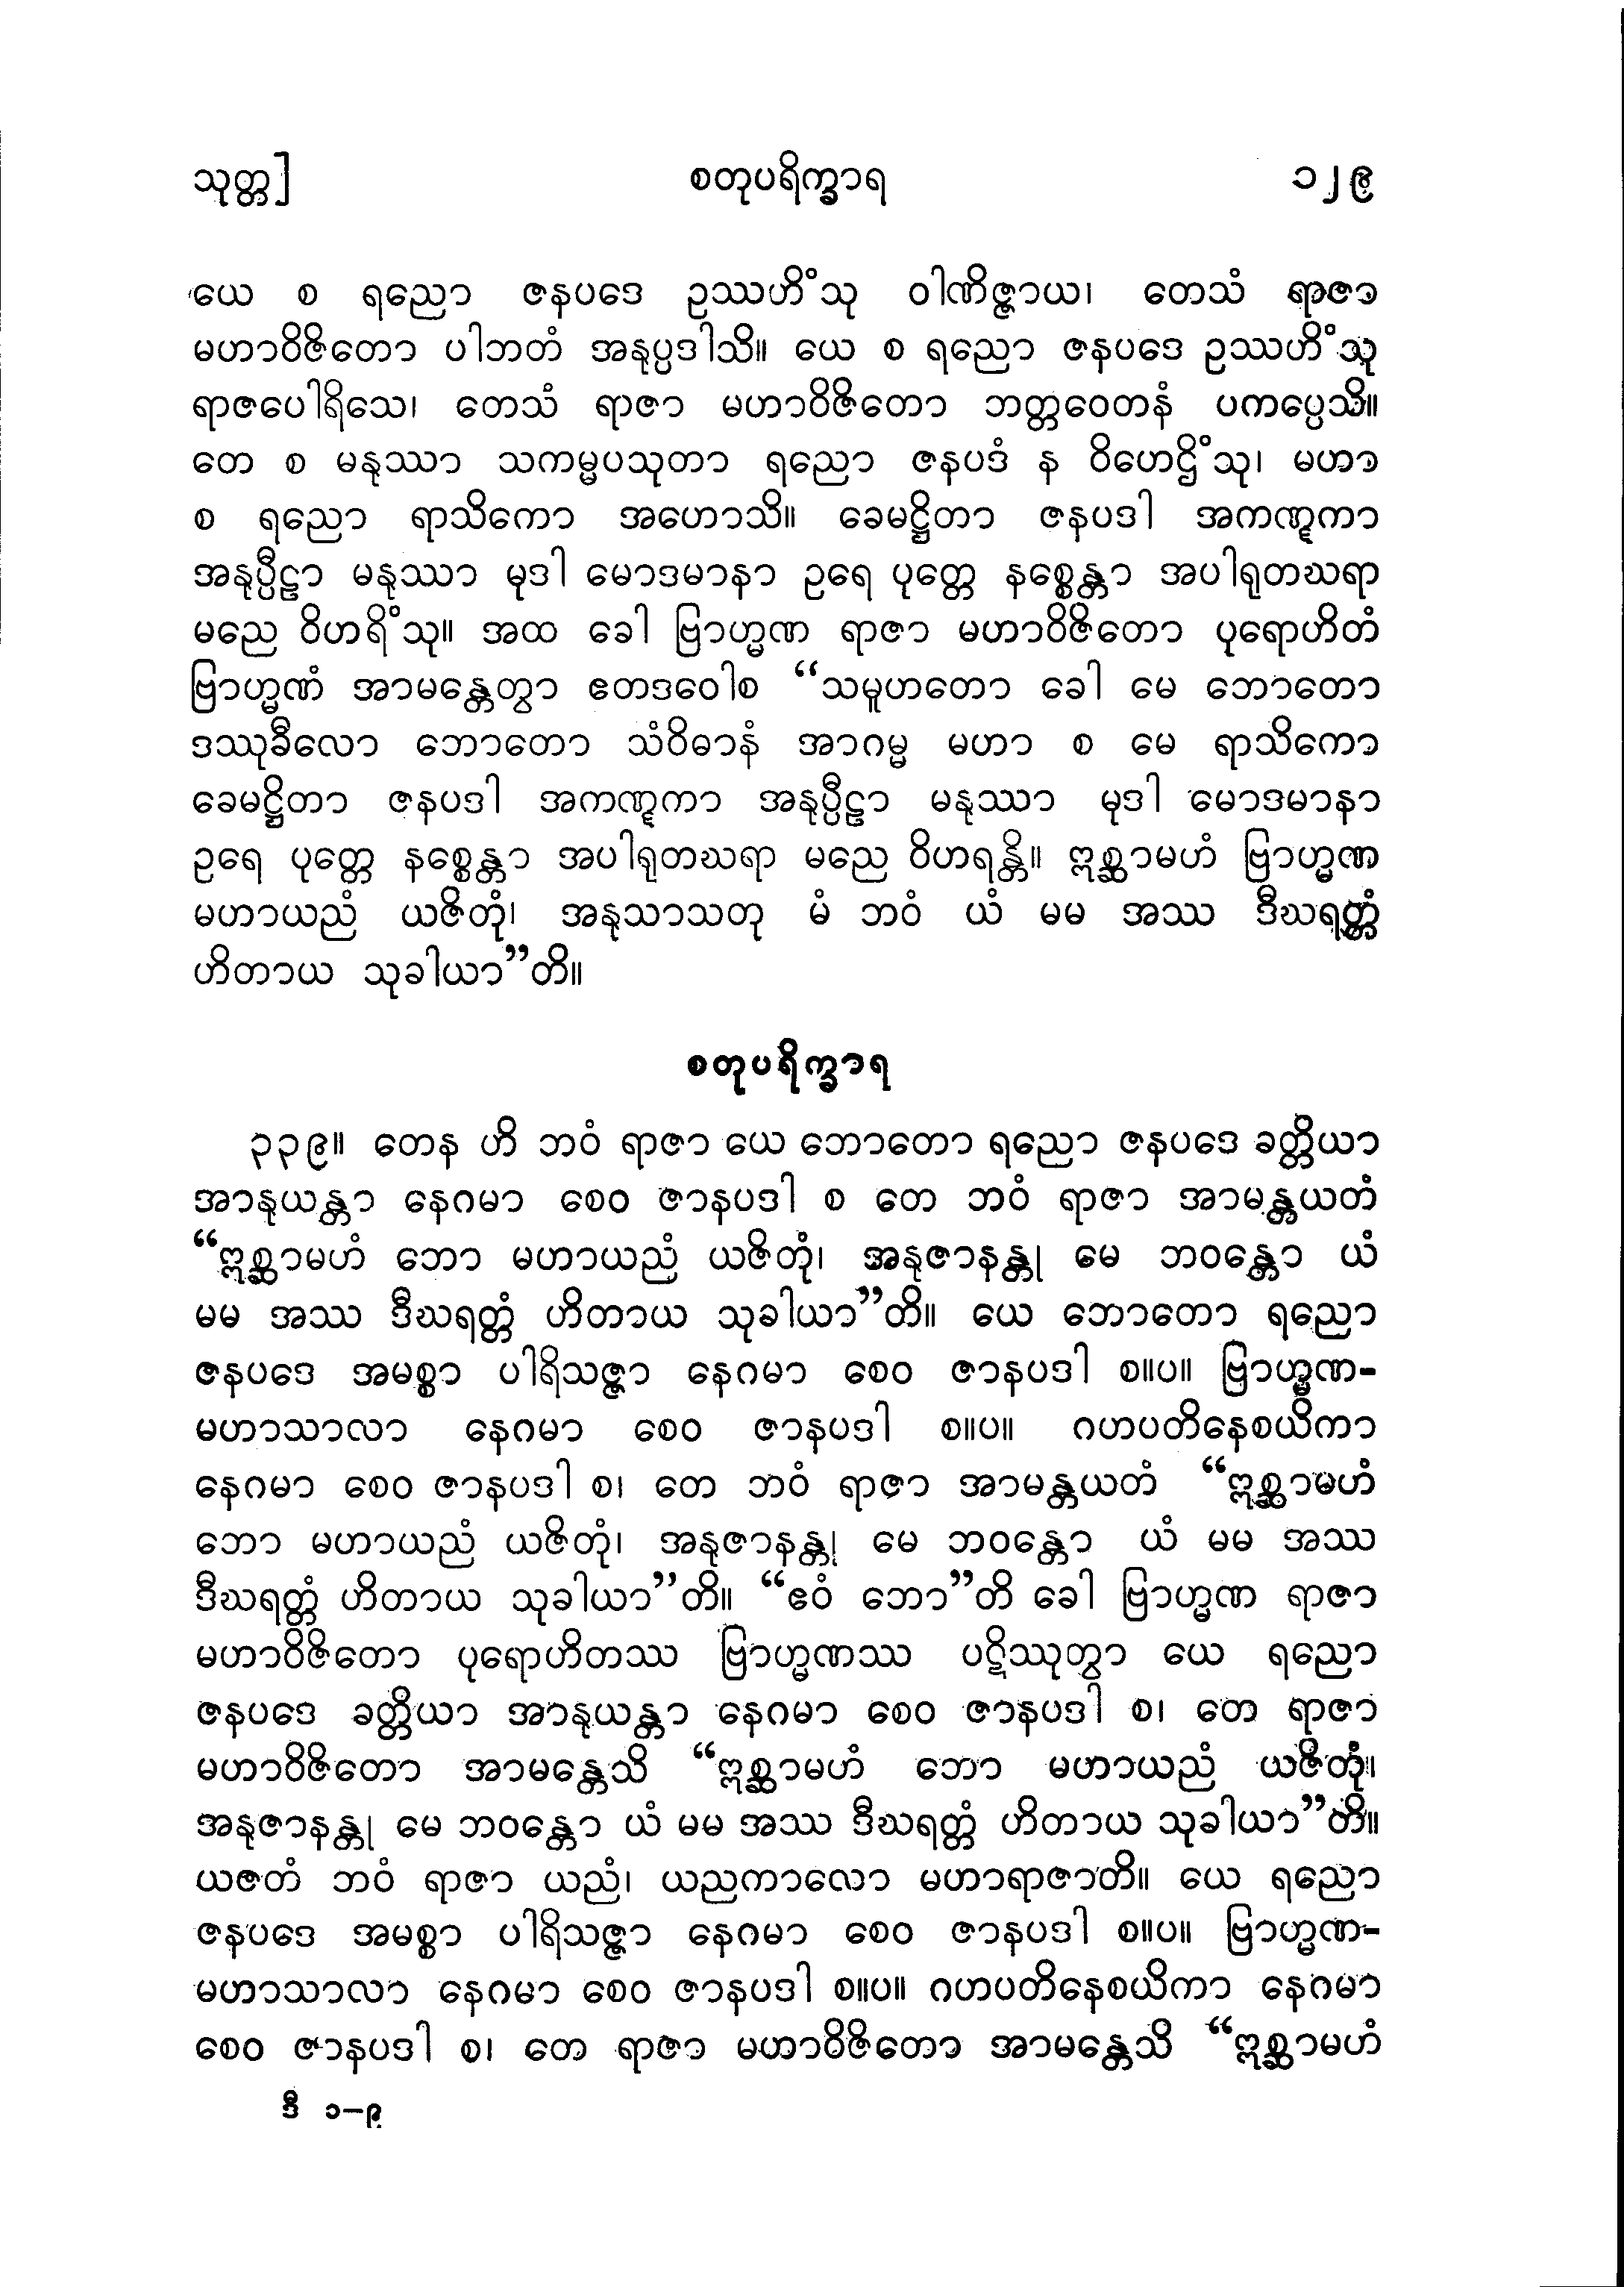 သုတ္တ] စတုပရိက္ခာရ ၁၂၉
ယေ စ ရညော ဇနပဒေ ဥဿဟိံသု ဝါဏိဇ္ဇာယ၊ တေသံ ရာဇာ
မဟာဝိဇိတော ပါဘတံ အနုပ္ပဒါသိ။ ယေ စ ရညော ဇနပဒေ ဥဿဟိံသု
ရာဇပေါရိသေ၊ တေသံ ရာဇာ မဟာဝိဇိတော ဘတ္တဝေတနံ ပကပ္ပေသိ။
တေ စ မနုဿာ သကမ္မပသုတာ ရညော ဇနပဒံ န ဝိဟေဌိံသု၊ မဟာ
စ ရညော ရာသိကော အဟောသိ။ ခေမဋ္ဌိတာ ဇနပဒါ အကဏ္ဋကာ
အနုပ္ပီဠာ မနုဿာ မုဒါ မောဒမာနာ ဥရေ ပုတ္တေ နစ္စေန္တာ အပါရုတဃရာ
မညေ ဝိဟရိံသု။ အထ ခေါ ဗြာဟ္မဏ ရာဇာ မဟာဝိဇိတော ပုရောဟိတံ
ဗြာဟ္မဏံ အာမန္တေတွာ ဧတဒဝေါစ “သမူဟတော ခေါ မေ ဘောတော
ဒဿုခီလော ဘောတော သံဝိဓာနံ အာဂမ္မ မဟာ စ မေ ရာသိကော
ခေမဋ္ဌိတာ ဇနပဒါ အကဏ္ဋကာ အနုပ္ပီဠာ မနုဿာ မုဒါ မောဒမာနာ
ဥရေ ပုတ္တေ နစ္စေန္တာ အပါရုတဃရာ မညေ ဝိဟရန္တိ။ ဣစ္ဆာမဟံ ဗြာဟ္မဏ
မဟာယညံ ယဇိတုံ၊ အနုသာသတု မံ ဘဝံ ယံ မမ အဿ ဒီဃရတ္တံ
ဟိတာယ သုခါယာ”တိ။
စတုပရိက္ခာရ
၃၃၉။ တေန ဟိ ဘဝံ ရာဇာ ယေ ဘောတော ရညော ဇနပဒေ ခတ္တိယာ
အာနုယန္တာ နေဂမာ စေဝ ဇာနပဒါ စ တေ ဘဝံ ရာဇာ အာမန္တယတံ
“ဣစ္ဆာမဟံ ဘော မဟာယညံ ယဇိတုံ၊ အနုဇာနန္တု မေ ဘဝန္တော ယံ
မမ အဿ ဒီဃရတ္တံ ဟိတာယ သုခါယာ”တိ။ ယေ ဘောတော ရညော
ဇနပဒေ အမစ္စာ ပါရိသဇ္ဇာ နေဂမာ စေဝ ဇာနပဒါ စ။ပ။ ဗြာဟ္မဏ-
မဟာသာလာ နေဂမာ စေဝ ဇာနပဒါ စ။ပ။ ဂဟပတိနေစယိကာ
နေဂမာ စေဝ ဇာနပဒါ စ၊ တေ ဘဝံ ရာဇာ အာမန္တယတံ “ဣစ္ဆာမဟံ
ဘော မဟာယညံ ယဇိတုံ၊ အနုဇာနန္တု မေ ဘဝန္တော ယံ မမ အဿ
ဒီဃရတ္တံ ဟိတာယ သုခါယာ”တိ။ “ဧဝံ ဘော”တိ ခေါ ဗြာဟ္မဏ ရာဇာ
မဟာဝိဇိတော ပုရောဟိတဿ ဗြာဟ္မဏဿ ပဋိဿုတွာ ယေ ရညော
ဇနပဒေ ခတ္တိယာ အာနုယန္တာ နေဂမာ စေဝ ဇာနပဒါ စ၊ တေ ရာဇာ
မဟာဝိဇိတော အာမန္တေသိ “ဣစ္ဆာမဟံ ဘော မဟာယညံ ယဇိတုံ။
အနုဇာနန္တု မေ ဘဝန္တော ယံ မမ အဿ ဒီဃရတ္တံ ဟိတာယ သုခါယာ”တိ။
ယဇတံ ဘဝံ ရာဇာ ယညံ၊ ယညကာလော မဟာရာဇာတိ။ ယေ ရညော
ဇနပဒေ အမစ္စာ ပါရိသဇ္ဇာ နေဂမာ စေဝ ဇာနပဒါ စ။ပ။ ဗြာဟ္မဏ-
မဟာသာလာ နေဂမာ စေဝ ဇာနပဒါ စ။ပ။ ဂဟပတိနေစယိကာ နေဂမာ
စေဝ ဇာနပဒါ စ၊ တေ ရာဇာ မဟာဝိဇိတော အာမန္တေသိ “ဣစ္ဆာမဟံ
ဒီ ၁–၉